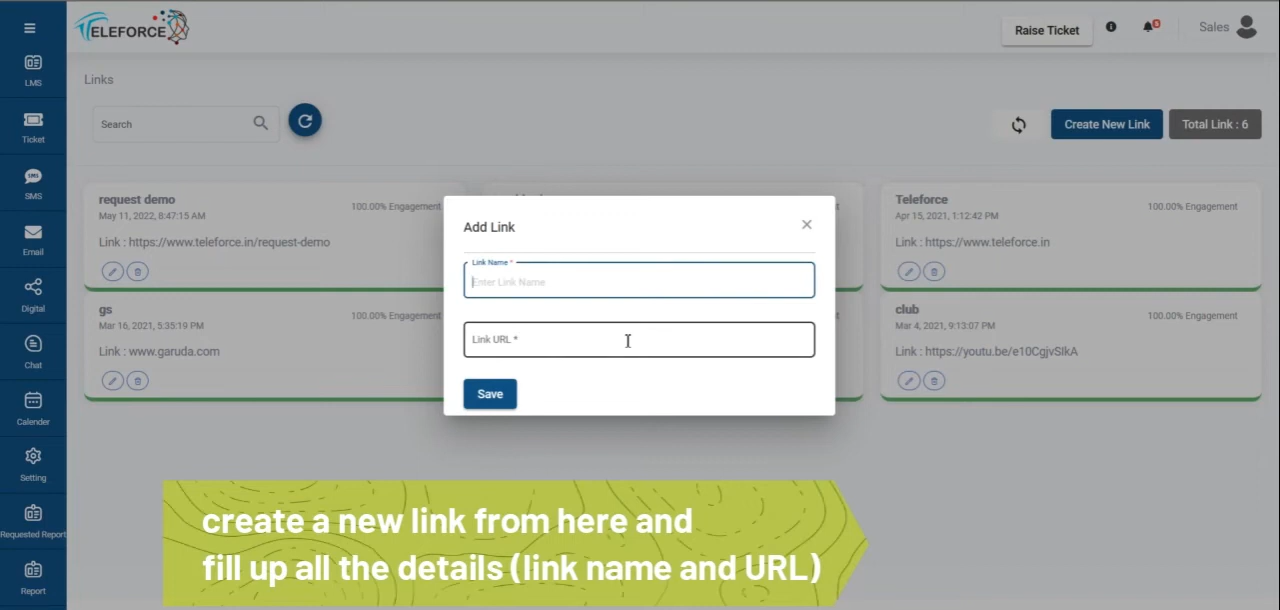 TELEFORCE
Raise Ticket
Sales
LMS
Ticket
SMS
SMS
Email
Digital
Chat
Calender
Setting
Requested Report
Report
Links
Search
Create New Link
Total Link : 6
request demo
May 11, 2022, 8:47:15 AM
100.00% Engagement
Link : https://www.teleforce.in/request-demo
Teleforce
Apr 15, 2021, 1:12:42 PM
100.00% Engagement
Link : https://www.teleforce.in
gs
Mar 16, 2021, 5:35:19 PM
100.00% Engagement
Link : www.garuda.com
club
Mar 4, 2021, 9:13:07 PM
100.00% Engagement
Link : https://youtu.be/e10CgjvSIkA
Add Link
Link Name *
Enter Link Name
Link URL *
Save
create a new link from here and
fill up all the details (link name and URL)